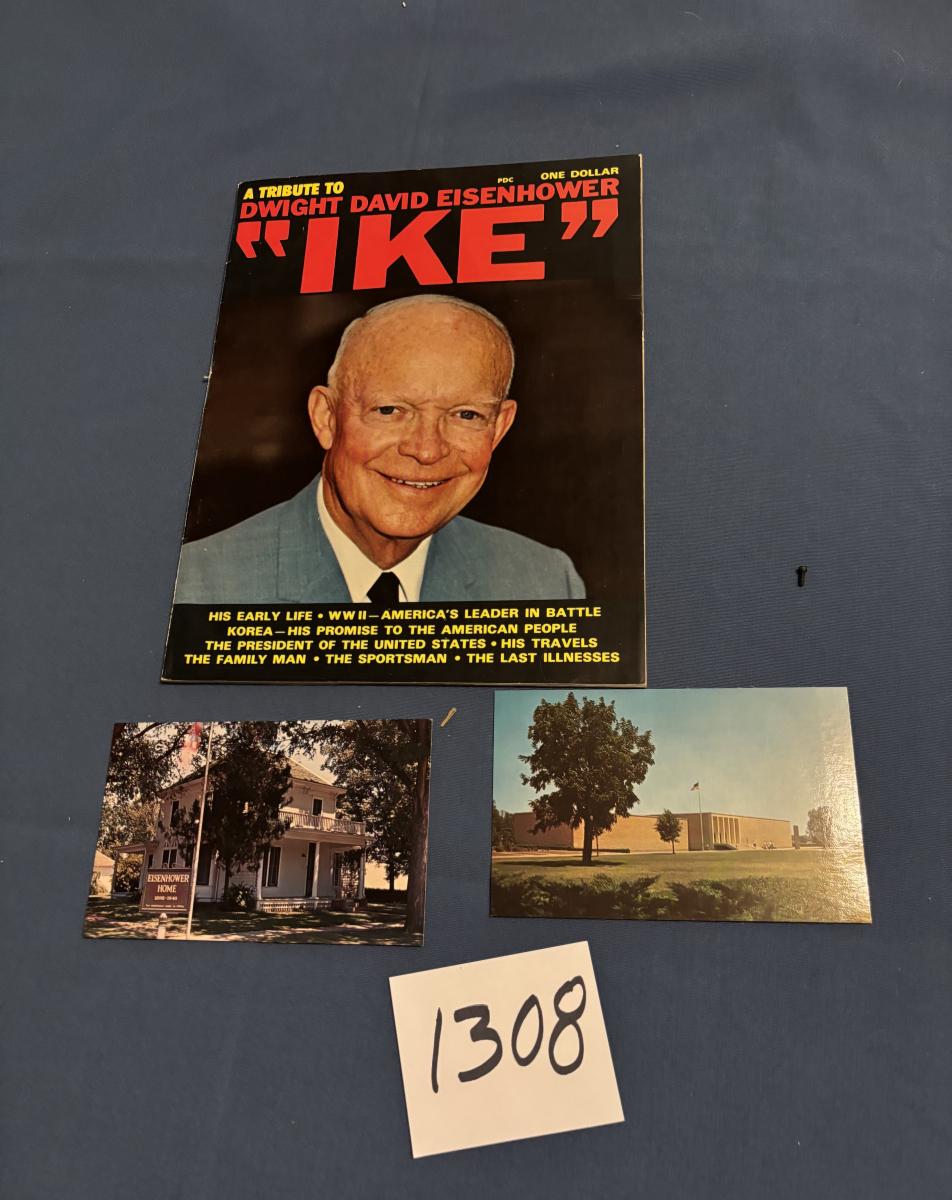 A TRIBUTE TO
PDC ONE DOLLAR
DWIGHT DAVID EISENHOWER
“IKE”
HIS EARLY LIFE • WW II — AMERICA'S LEADER IN BATTLE
KOREA — HIS PROMISE TO THE AMERICAN PEOPLE
THE PRESIDENT OF THE UNITED STATES • HIS TRAVELS
THE FAMILY MAN • THE SPORTSMAN • THE LAST ILLNESSES
EISENHOWER
HOME
1308